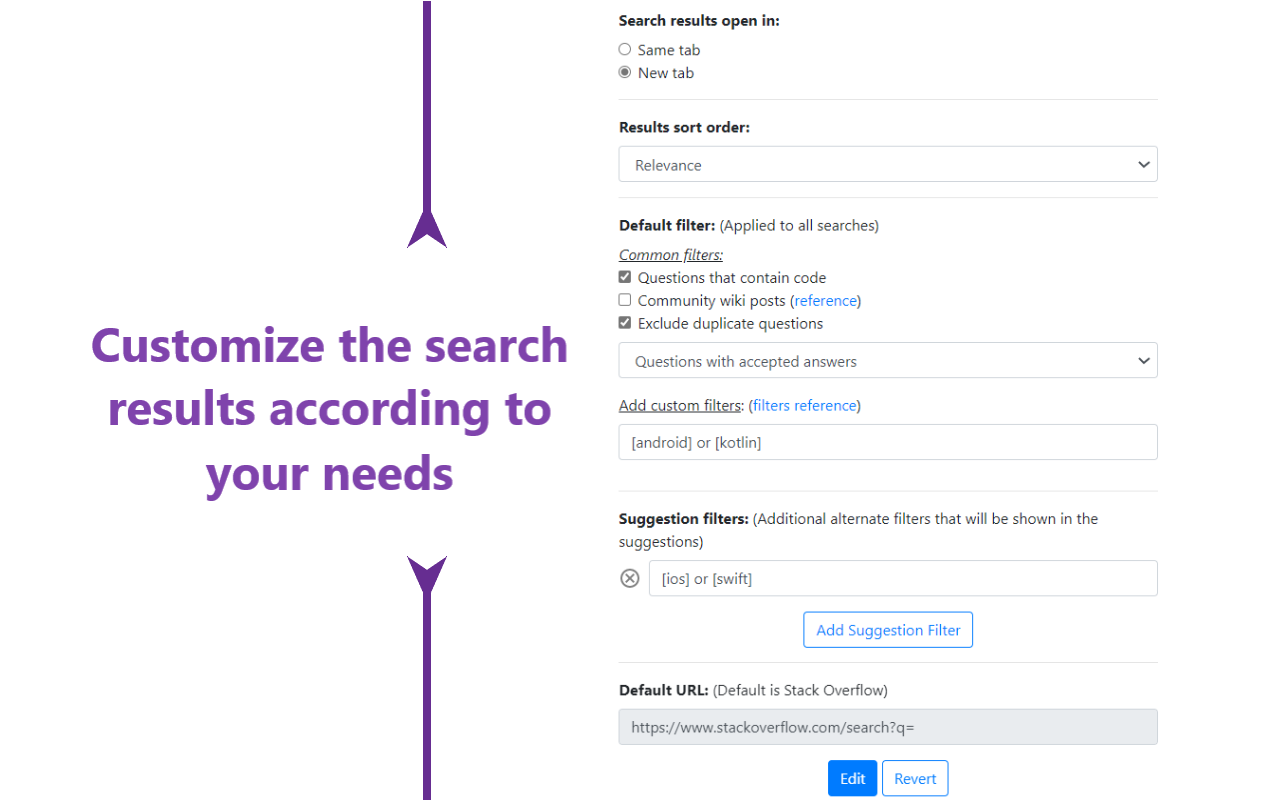 Customize the search
results according to
your needs
Search results open in:
Same tab
New tab
Results sort order:
Relevance
Default filter: (Applied to all searches)
Common filters:
Questions that contain code
Community wiki posts (reference)
Exclude duplicate questions
Questions with accepted answers
Add custom filters: (filters reference)
[android] or [kotlin]
Suggestion filters: (Additional alternate filters that will be shown in the
suggestions)
[ios] or [swift]
Add Suggestion Filter
Default URL: (Default is Stack Overflow)
https://www.stackoverflow.com/search?q=
Edit Revert